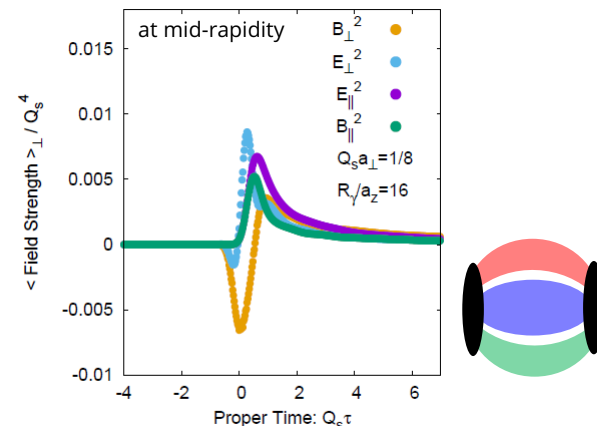 at mid-rapidity
B⊥²
E⊥²
E∥²
B∥²
Qₛa⊥=1/8
Rγ/a_z=16
< Field Strength >⊥ / Qₛ⁴
0.015
0.01
0.005
0
-0.005
-0.01
-4
-2
0
2
4
6
Proper Time: Qₛτ